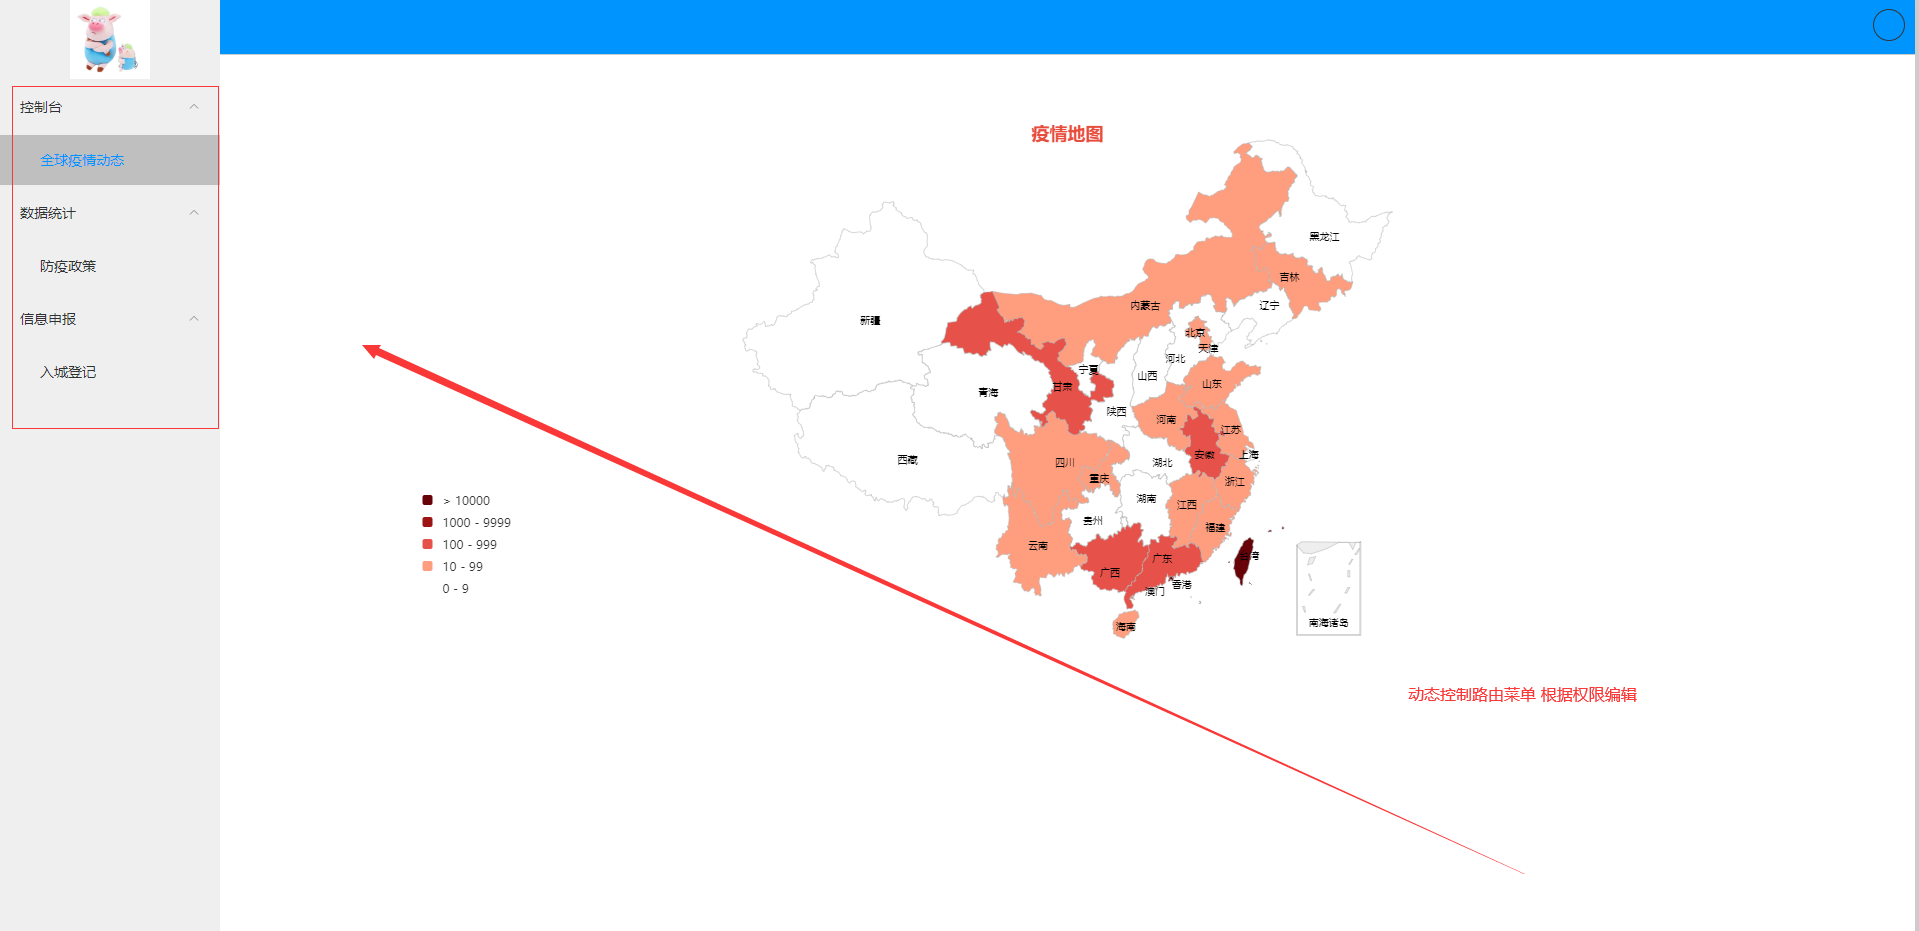 控制台
全球疫情动态
数据统计
防疫政策
信息申报
入城登记
疫情地图
黑龙江
吉林
内蒙古
辽宁
新疆
北京
天津
河北
宁夏
山西
山东
甘肃
青海
陕西
河南
江苏
安徽
上海
西藏
四川
湖北
重庆
浙江
湖南
江西
贵州
福建
云南
广东
台湾
广西
香港
澳门
海南
南海诸岛
> 10000
1000 - 9999
100 - 999
10 - 99
0 - 9
动态控制路由菜单 根据权限编辑